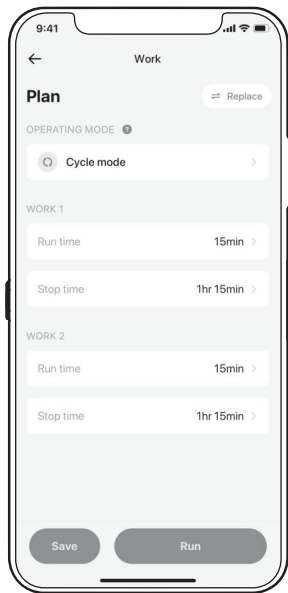 9:41
Work
Plan
Replace
OPERATING MODE ?
Cycle mode
WORK 1
Run time 15min
Stop time 1hr 15min
WORK 2
Run time 15min
Stop time 1hr 15min
Save Run